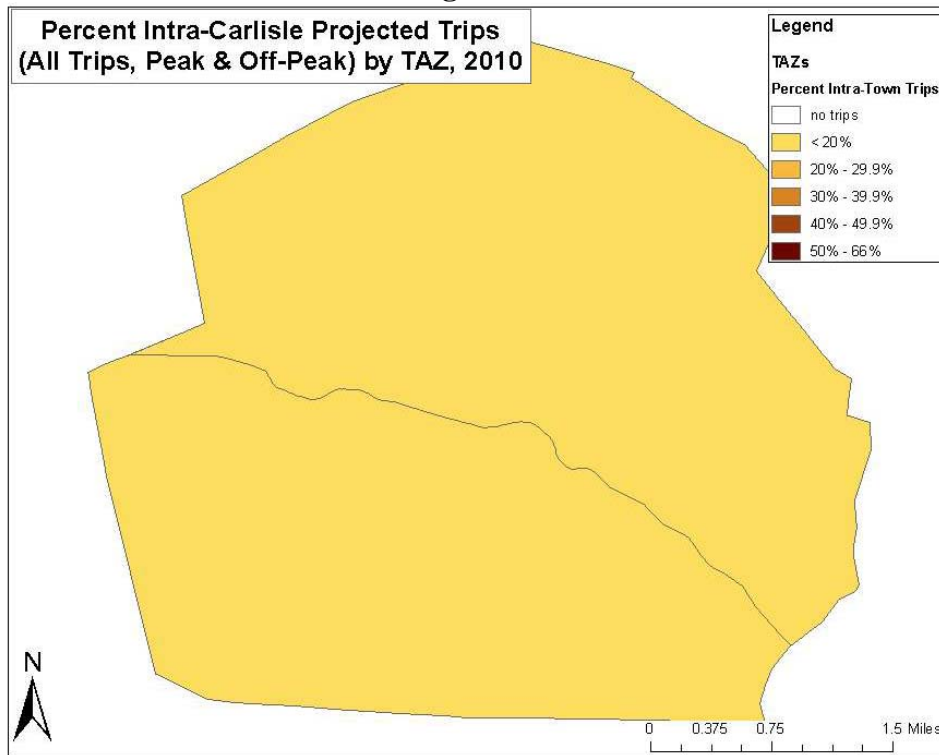 Percent Intra-Carlisle Projected Trips
(All Trips, Peak & Off-Peak) by TAZ, 2010
Legend
TAZs
Percent Intra-Town Trips
no trips
< 20%
20% - 29.9%
30% - 39.9%
40% - 49.9%
50% - 66%
N
0 0.375 0.75 1.5 Miles